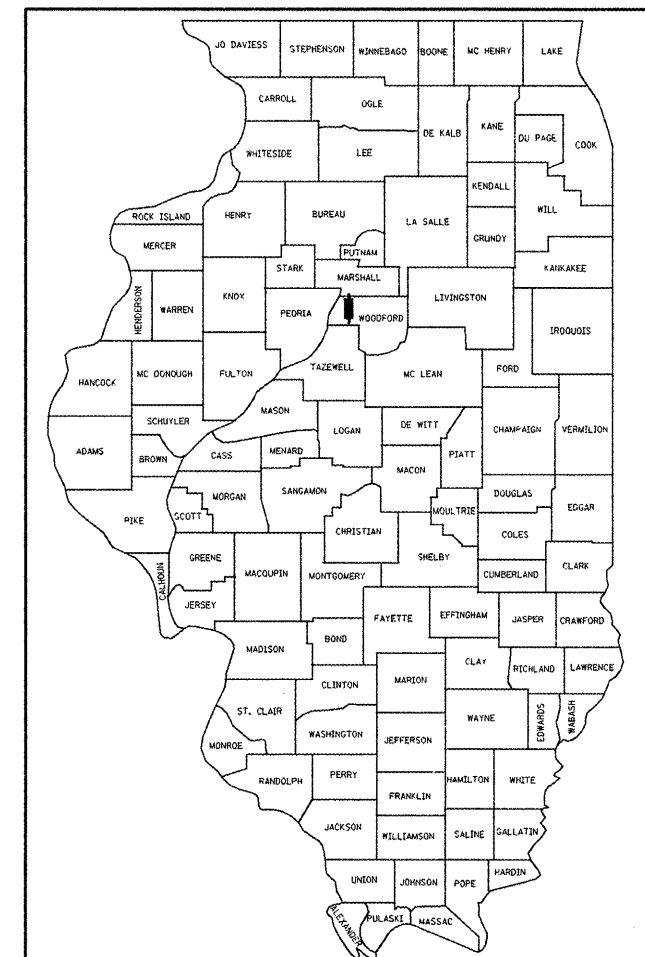 JO DAVIESS
STEPHENSON
WINNEBAGO
BOONE
MC HENRY
LAKE
CARROLL
OGLE
DE KALB
KANE
DU PAGE
COOK
WHITESIDE
LEE
KENDALL
WILL
ROCK ISLAND
HENRY
BUREAU
LA SALLE
GRUNDY
MERCER
PUTNAM
STARK
MARSHALL
KANKAKEE
HENDERSON
WARREN
KNOX
PEORIA
WOODFORD
LIVINGSTON
IROQUOIS
HANCOCK
MC DONOUGH
FULTON
TAZEWELL
MC LEAN
FORD
MASON
SCHUYLER
LOGAN
DE WITT
CHAMPAIGN
VERMILION
ADAMS
BROWN
CASS
MENARD
PIATT
MACON
MORGAN
SANGAMON
DOUGLAS
EDGAR
PIKE
SCOTT
CHRISTIAN
MOULTRIE
COLES
GREENE
MACOUPIN
MONTGOMERY
SHELBY
CUMBERLAND
CLARK
CALHOUN
JERSEY
FAYETTE
EFFINGHAM
JASPER
CRAWFORD
MADISON
BOND
CLAY
RICHLAND
LAWRENCE
CLINTON
MARION
ST. CLAIR
WAYNE
EDWARDS
WABASH
WASHINGTON
JEFFERSON
MONROE
RANDOLPH
PERRY
HAMILTON
WHITE
FRANKLIN
JACKSON
WILLIAMSON
SALINE
GALLATIN
UNION
JOHNSON
POPE
HARDIN
ALEXANDER
PULASKI
MASSAC